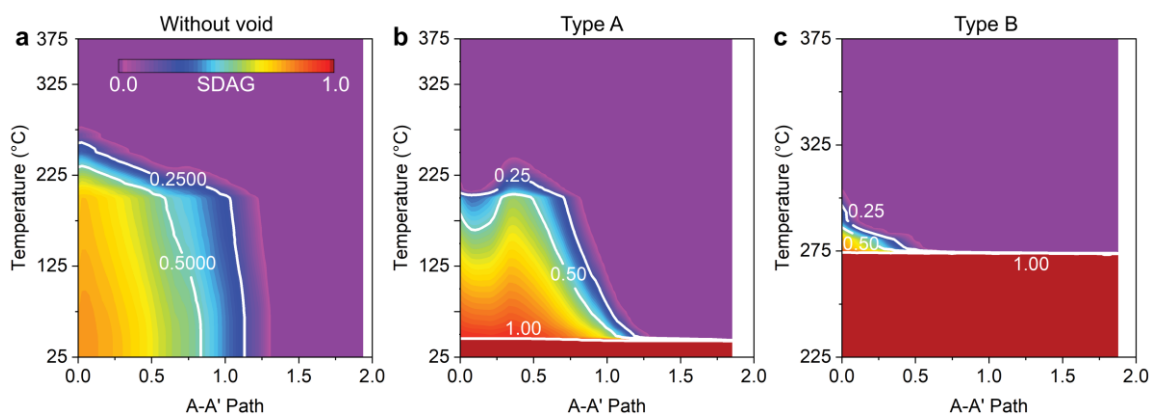 a Without void
b Type A
c Type B
375
325
225
125
25
Temperature (°C)
0.0 SDAG 1.0
0.2500
0.5000
0.0 0.5 1.0 1.5 2.0
A-A' Path
375
325
225
125
25
Temperature (°C)
0.25
0.50
1.00
0.0 0.5 1.0 1.5 2.0
A-A' Path
375
325
275
225
Temperature (°C)
0.25
0.50
1.00
0.0 0.5 1.0 1.5 2.0
A-A' Path